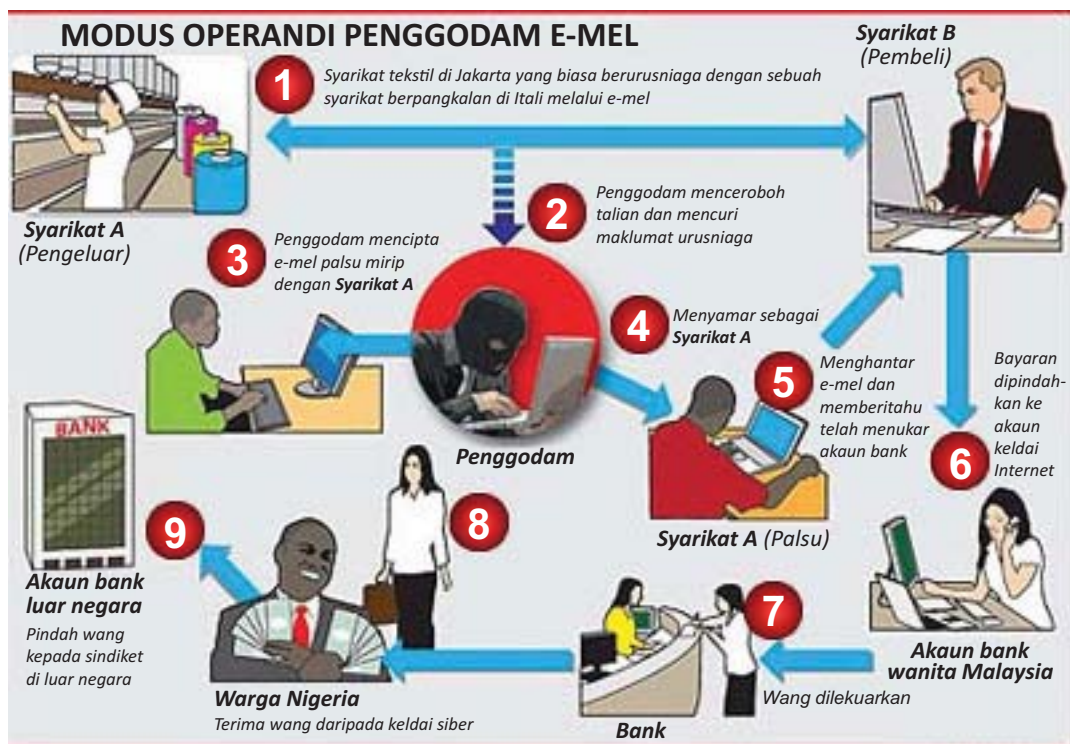 MODUS OPERANDI PENGGODAM E-MEL
Syarikat B
(Pembeli)
1
Syarikat tekstil di Jakarta yang biasa berurusniaga dengan sebuah
syarikat berpangkalan di Itali melalui e-mel
Syarikat A
(Pengeluar)
2
Penggodam menceroboh
talian dan mencuri
maklumat urusniaga
3
Penggodam mencipta
e-mel palsu mirip
dengan Syarikat A
Penggodam
4
Menyamar sebagai
Syarikat A
Syarikat A (Palsu)
5
Menghantar
e-mel dan
memberitahu
telah menukar
akaun bank
6
Bayaran
dipindah-
kan ke
akaun
keldai
Internet
Akaun bank
wanita Malaysia
7
Wang dilekuarkan
Bank
8
Warga Nigeria
Terima wang daripada keldai siber
9
BANK
Akaun bank
luar negara
Pindah wang
kepada sindiket
di luar negara